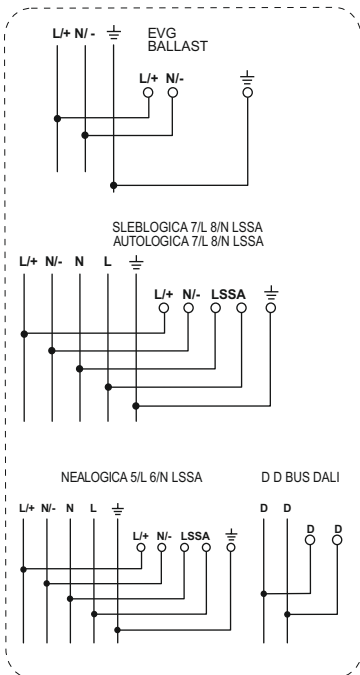 L/+ N/- ⏚ EVG
BALLAST
L/+ N/- ⏚
SLEBLOGICA 7/L 8/N LSSA
AUTOLOGICA 7/L 8/N LSSA
L/+ N/- N L ⏚
L/+ N/- LSSA ⏚
NEALOGICA 5/L 6/N LSSA
L/+ N/- N L ⏚
L/+ N/- LSSA ⏚
D D BUS DALI
D D
D D